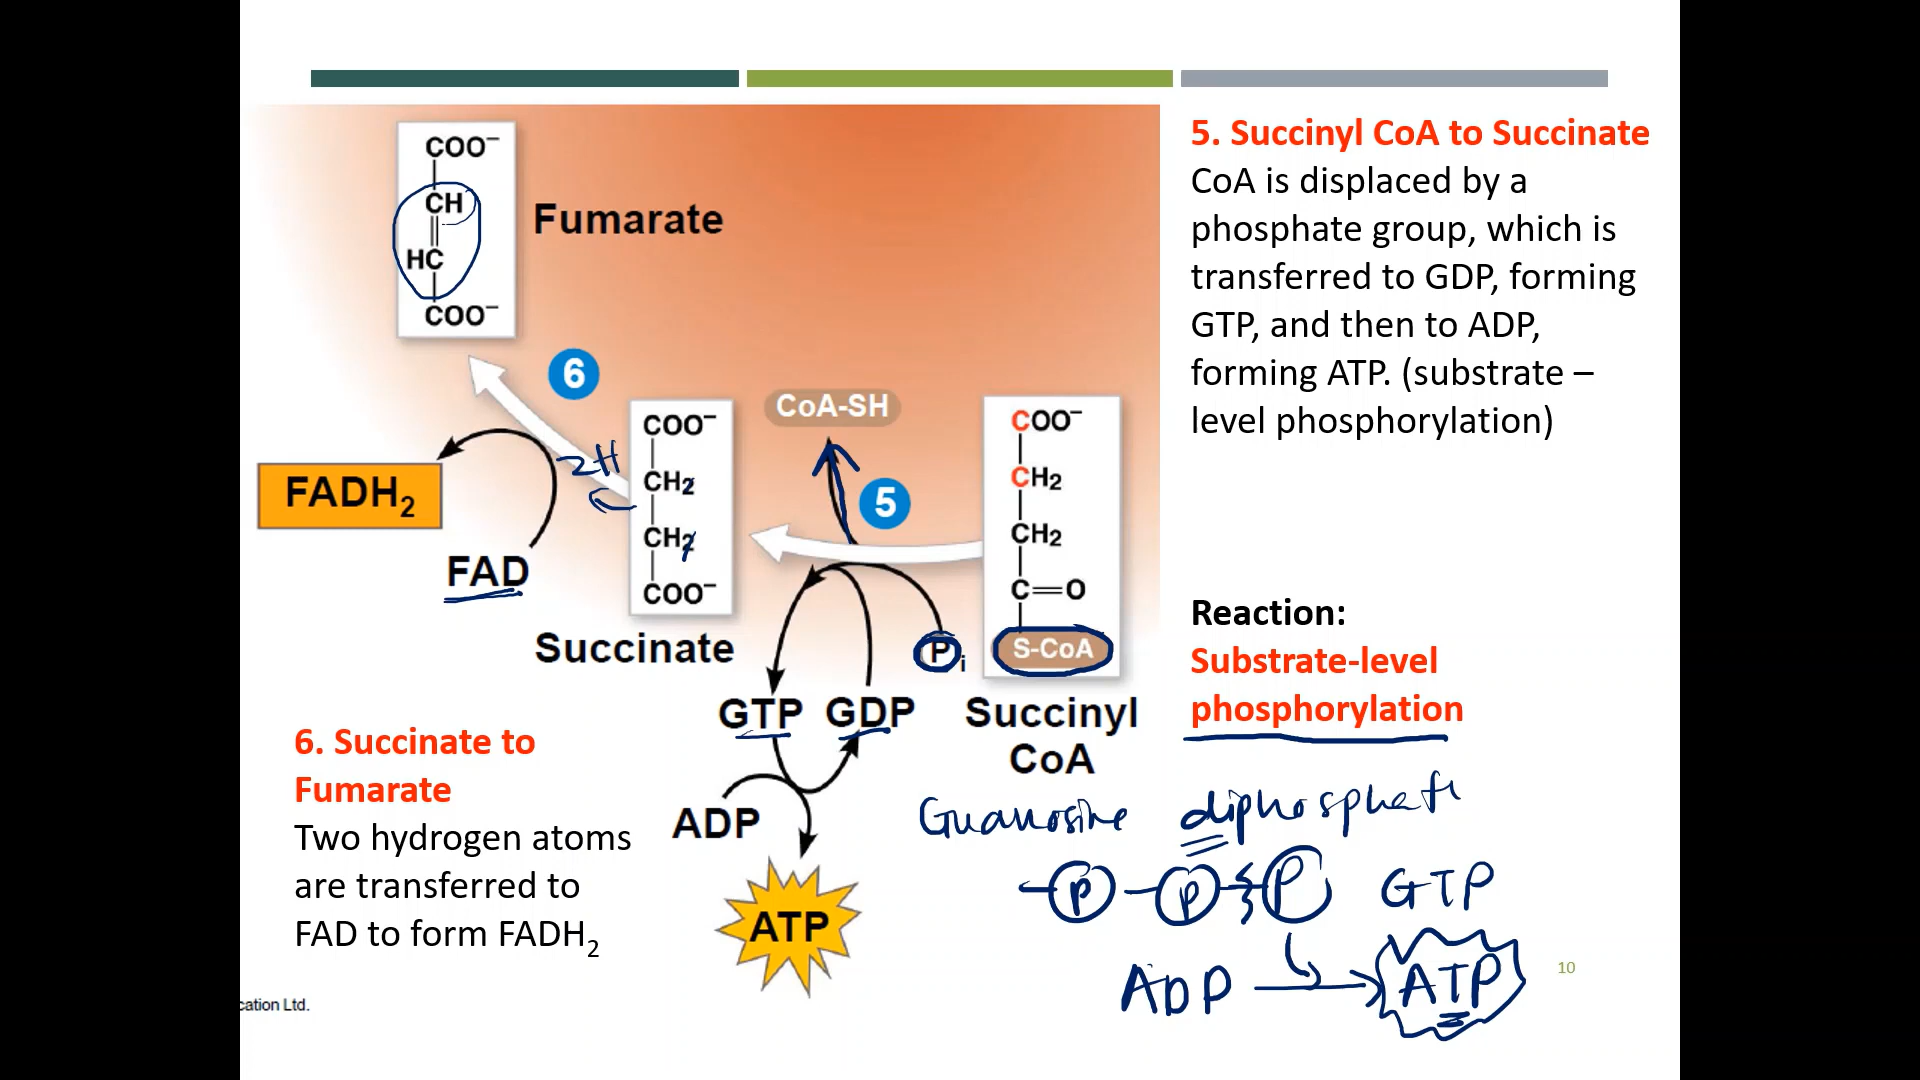 COO⁻
CH
HC
COO⁻
Fumarate
6
FADH₂
FAD
2H
COO⁻
CH₂
CH₂
COO⁻
Succinate
CoA-SH
5
COO⁻
CH₂
CH₂
C=O
S-CoA
Pi
Succinyl
CoA
GTP GDP
ADP
ATP
5. Succinyl CoA to Succinate
CoA is displaced by a
phosphate group, which is
transferred to GDP, forming
GTP, and then to ADP,
forming ATP. (substrate –
level phosphorylation)
Reaction:
Substrate-level
phosphorylation
6. Succinate to
Fumarate
Two hydrogen atoms
are transferred to
FAD to form FADH₂
Guanosine diphosphate
P - P - P GTP
ADP → ATP
10
cation Ltd.